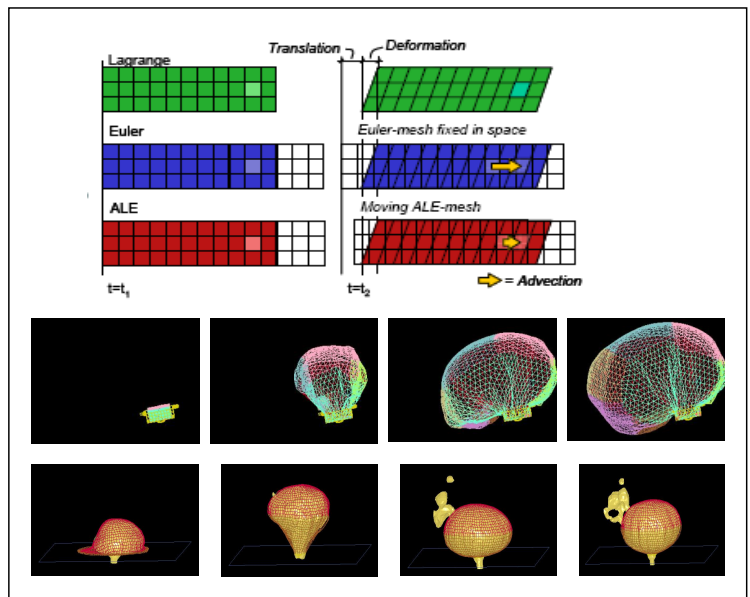 Translation
Deformation
Lagrange
Euler
Euler-mesh fixed in space
ALE
Moving ALE-mesh
t=t₁
t=t₂
= Advection